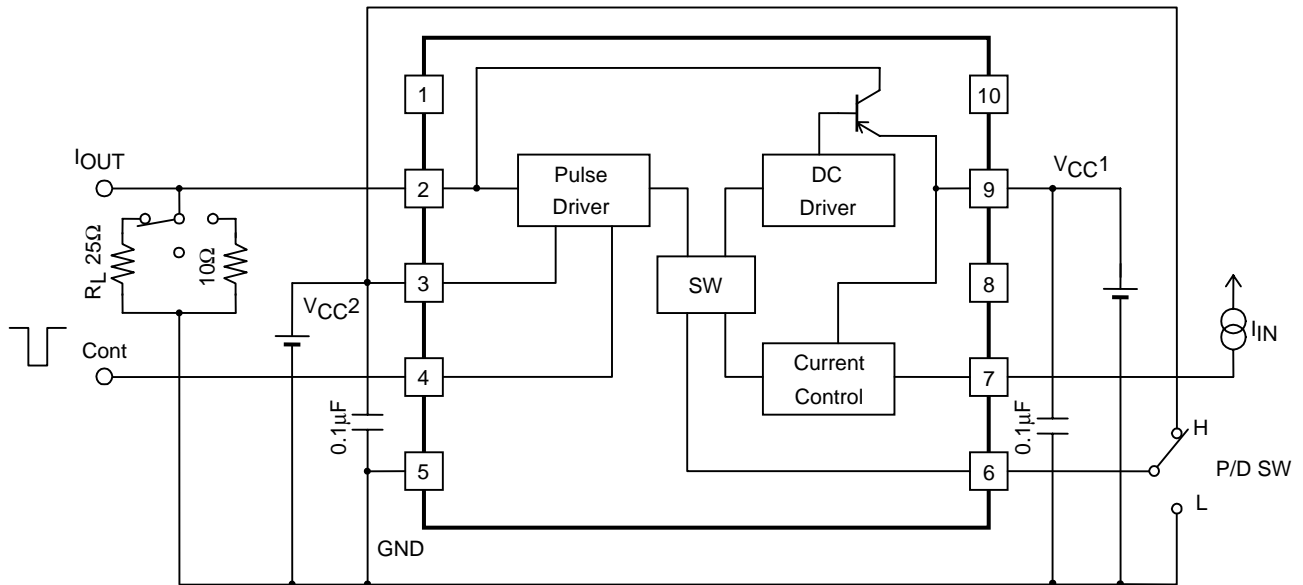 1
10
IOUT
2
Pulse
Driver
DC
Driver
9
VCC1
RL 25Ω
10Ω
3
VCC2
SW
8
IIN
Cont
4
Current
Control
7
0.1µF
0.1µF
H
5
6
P/D SW
L
GND